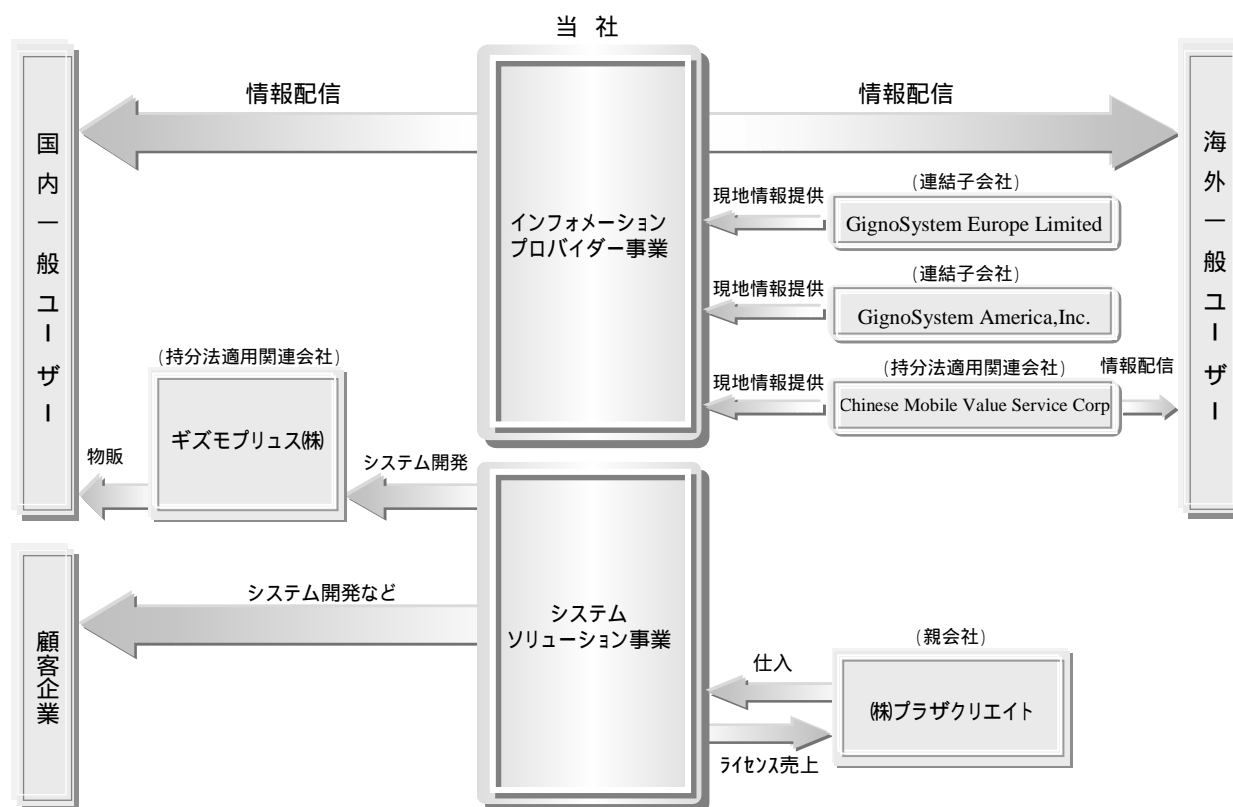 当 社
情報配信
情報配信
国内一般ユーザー
海外一般ユーザー
インフォメーション
プロバイダー事業
(連結子会社)
現地情報提供
GignoSystem Europe Limited
(連結子会社)
現地情報提供
GignoSystem America,Inc.
(持分法適用関連会社)
現地情報提供
Chinese Mobile Value Service Corp
情報配信
(持分法適用関連会社)
ギズモプリュス㈱
物販
システム開発
顧客企業
システム開発など
システム
ソリューション事業
(親会社)
仕入
㈱プラザクリエイト
ライセンス売上